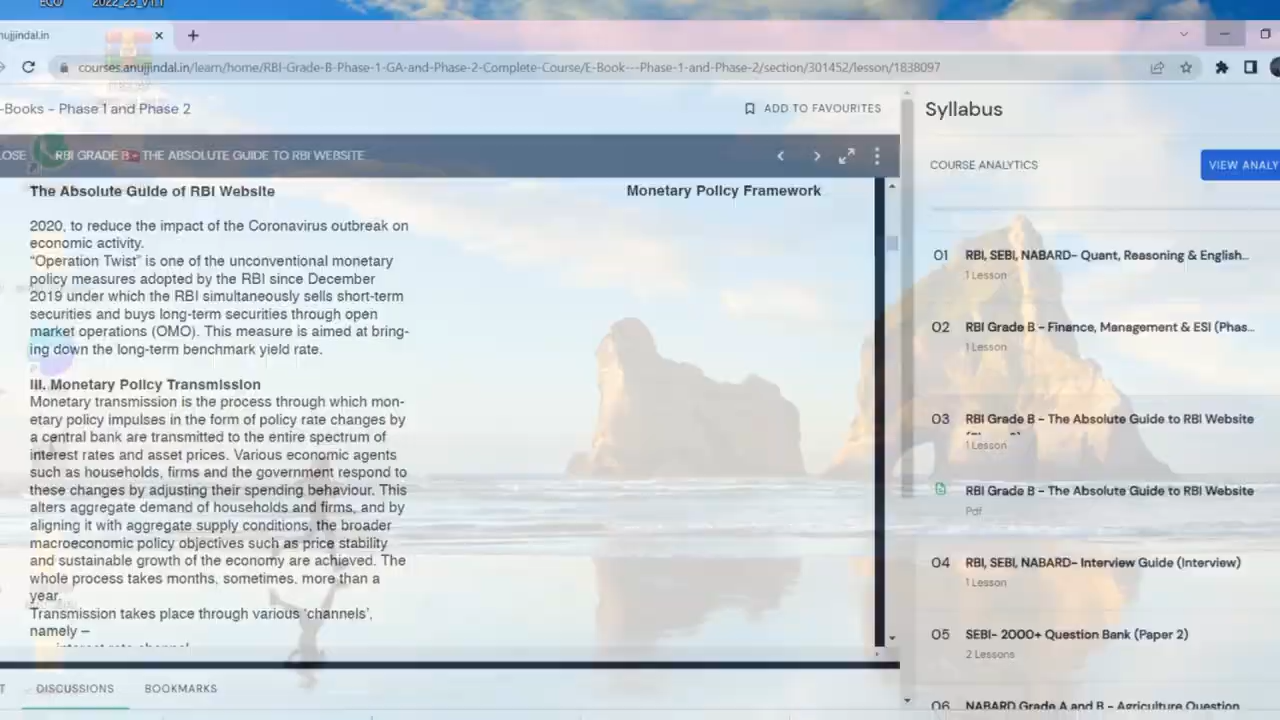 ECO 2022_23_V1.1
nujjindal.in
courses.anujjindal.in/learn/home/RBI-Grade-B-Phase-1-GA-and-Phase-2-Complete-Course/E-Book---Phase-1-and-Phase-2/section/301452/lesson/1838097
-Books - Phase 1 and Phase 2
ADD TO FAVOURITES
LOSE
RBI GRADE B - THE ABSOLUTE GUIDE TO RBI WEBSITE
The Absolute Guide of RBI Website
Monetary Policy Framework
2020, to reduce the impact of the Coronavirus outbreak on
economic activity.
“Operation Twist” is one of the unconventional monetary
policy measures adopted by the RBI since December
2019 under which the RBI simultaneously sells short-term
securities and buys long-term securities through open
market operations (OMO). This measure is aimed at bring-
ing down the long-term benchmark yield rate.
III. Monetary Policy Transmission
Monetary transmission is the process through which mon-
etary policy impulses in the form of policy rate changes by
a central bank are transmitted to the entire spectrum of
interest rates and asset prices. Various economic agents
such as households, firms and the government respond to
these changes by adjusting their spending behaviour. This
alters aggregate demand of households and firms, and by
aligning it with aggregate supply conditions, the broader
macroeconomic policy objectives such as price stability
and sustainable growth of the economy are achieved. The
whole process takes months, sometimes, more than a
year.
Transmission takes place through various ‘channels’,
namely –
interest rate channel
DISCUSSIONS
BOOKMARKS
Syllabus
COURSE ANALYTICS
VIEW ANALY
01 RBI, SEBI, NABARD- Quant, Reasoning & English...
1 Lesson
02 RBI Grade B - Finance, Management & ESI (Phas...
1 Lesson
03 RBI Grade B - The Absolute Guide to RBI Website
1 Lesson
RBI Grade B - The Absolute Guide to RBI Website
Pdf
04 RBI, SEBI, NABARD- Interview Guide (Interview)
1 Lesson
05 SEBI- 2000+ Question Bank (Paper 2)
2 Lessons
06 NABARD Grade A and B - Agriculture Question